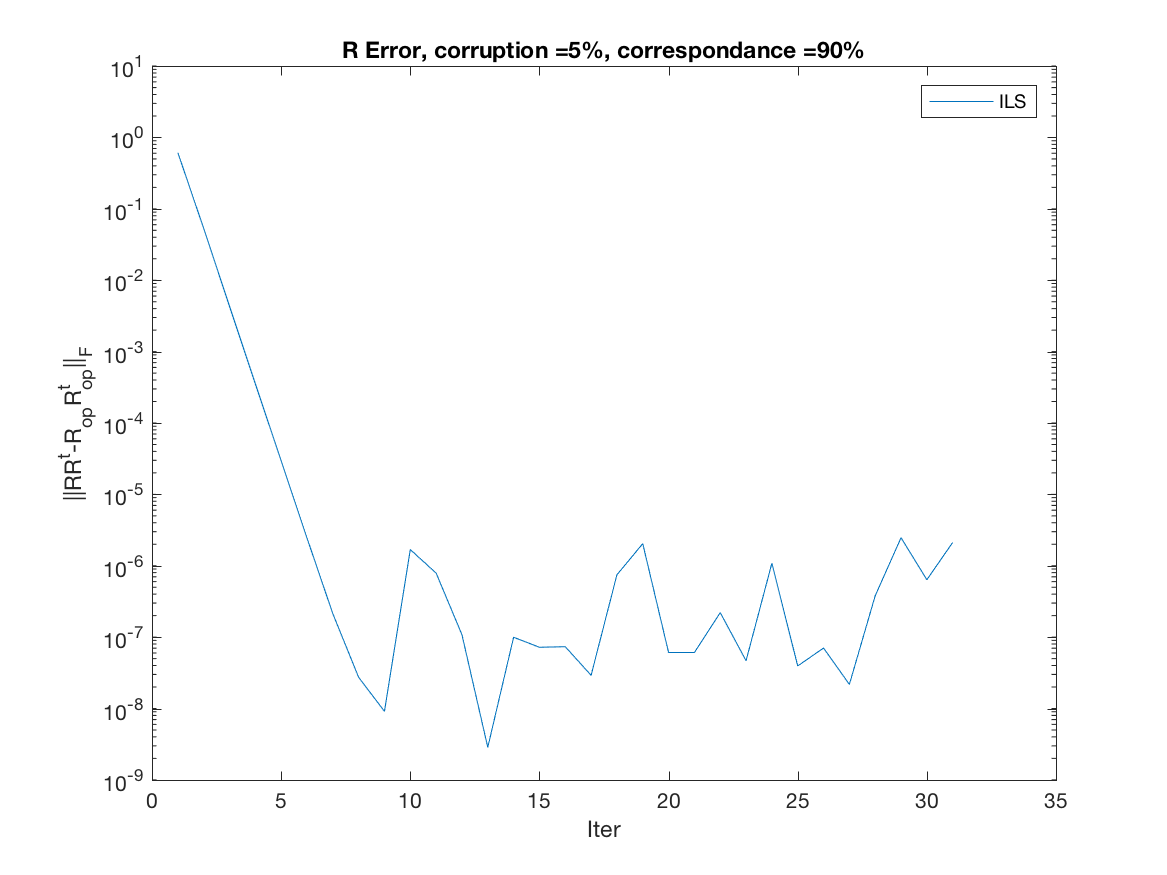 R Error, corruption =5%, correspondance =90%
ILS
10^1
10^0
10^-1
10^-2
10^-3
10^-4
10^-5
10^-6
10^-7
10^-8
10^-9
||RR^t-R_op R^t_op||_F
0 5 10 15 20 25 30 35
Iter